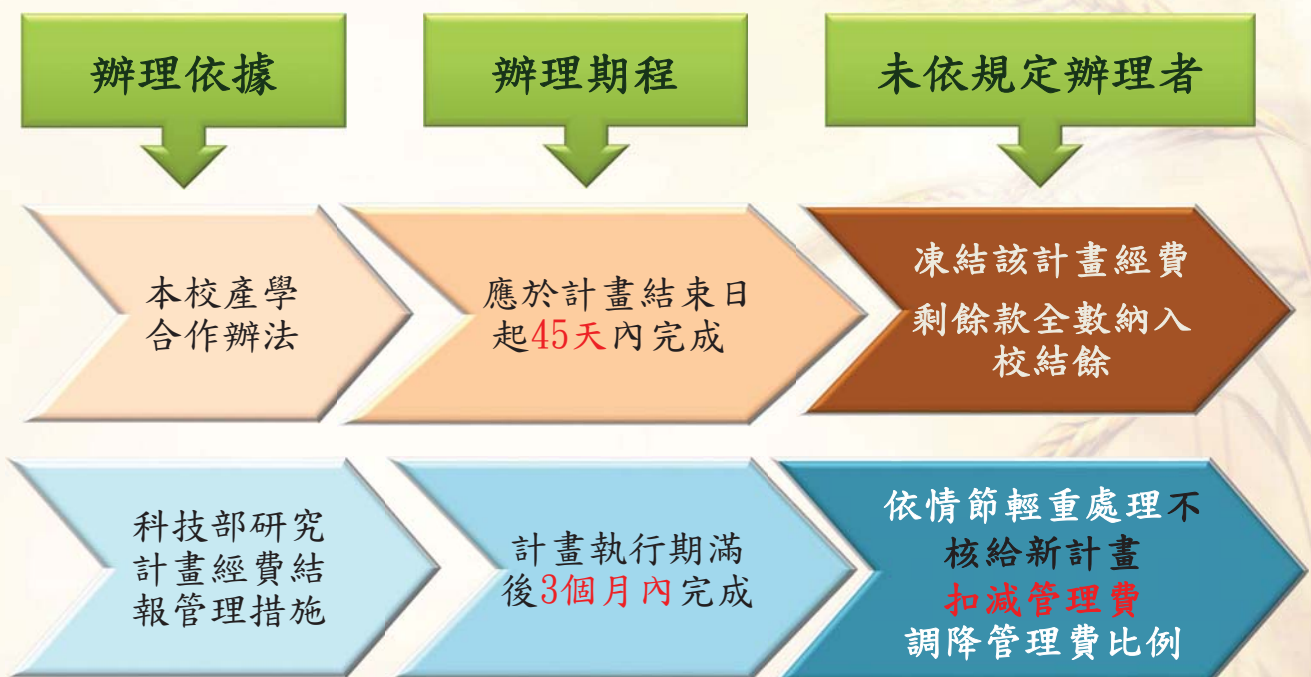 辦理依據
辦理期程
未依規定辦理者
本校產學
合作辦法
應於計畫結束日
起45天內完成
凍結該計畫經費
剩餘款全數納入
校結餘
科技部研究
計畫經費結
報管理措施
計畫執行期滿
後3個月內完成
依情節輕重處理不
核給新計畫
扣減管理費
調降管理費比例